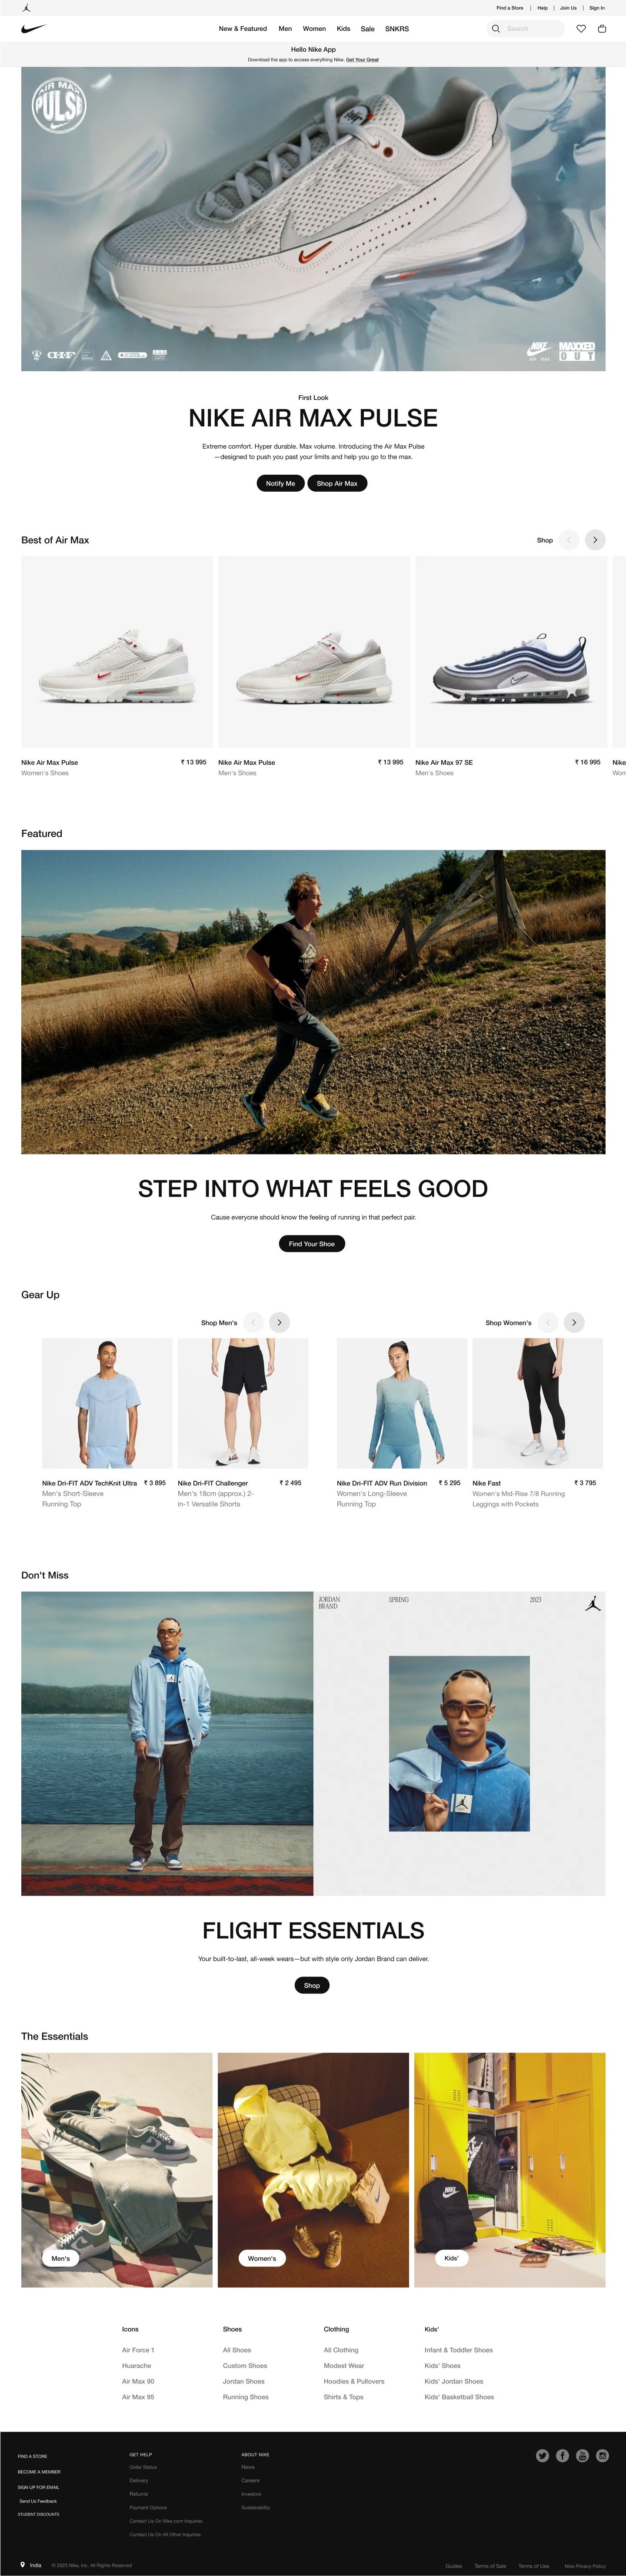 Find a Store | Help | Join Us | Sign In
New & Featured Men Women Kids Sale SNKRS Search
Hello Nike App
Download the app to access everything Nike. Get Your Great
AIR MAX
PULSE
NIKE
AIR MAX
MAXXED
OUT
First Look
NIKE AIR MAX PULSE
Extreme comfort. Hyper durable. Max volume. Introducing the Air Max Pulse
—designed to push you past your limits and help you go to the max.
Notify Me Shop Air Max
Best of Air Max Shop
Nike Air Max Pulse ₹ 13 995
Women's Shoes
Nike Air Max Pulse ₹ 13 995
Men's Shoes
Nike Air Max 97 SE ₹ 16 995
Men's Shoes
Nike
Wom
Featured
STEP INTO WHAT FEELS GOOD
Cause everyone should know the feeling of running in that perfect pair.
Find Your Shoe
Gear Up
Shop Men's
Shop Women's
Nike Dri-FIT ADV TechKnit Ultra ₹ 3 895
Men's Short-Sleeve
Running Top
Nike Dri-FIT Challenger ₹ 2 495
Men's 18cm (approx.) 2-
in-1 Versatile Shorts
Nike Dri-FIT ADV Run Division ₹ 5 295
Women's Long-Sleeve
Running Top
Nike Fast ₹ 3 795
Women's Mid-Rise 7/8 Running
Leggings with Pockets
Don't Miss
JORDAN
BRAND
SPRING
2023
FLIGHT ESSENTIALS
Your built-to-last, all-week wears—but with style only Jordan Brand can deliver.
Shop
The Essentials
NIKE
Men's
Women's
Kids'
Icons
Air Force 1
Huarache
Air Max 90
Air Max 95
Shoes
All Shoes
Custom Shoes
Jordan Shoes
Running Shoes
Clothing
All Clothing
Modest Wear
Hoodies & Pullovers
Shirts & Tops
Kids'
Infant & Toddler Shoes
Kids' Shoes
Kids' Jordan Shoes
Kids' Basketball Shoes
FIND A STORE
BECOME A MEMBER
SIGN UP FOR EMAIL
Send Us Feedback
STUDENT DISCOUNTS
GET HELP
Order Status
Delivery
Returns
Payment Options
Contact Us On Nike.com Inquiries
Contact Us On All Other Inquiries
ABOUT NIKE
News
Careers
Investors
Sustainability
India © 2023 Nike, Inc. All Rights Reserved
Guides Terms of Sale Terms of Use Nike Privacy Policy